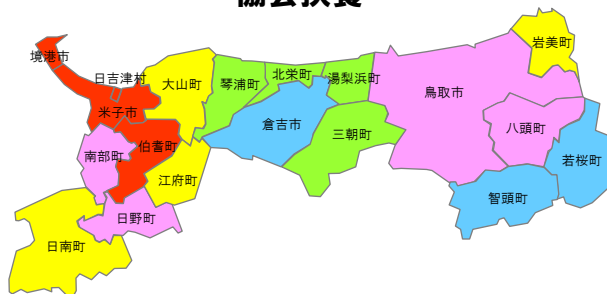 岩美町
境港市
日吉津村
大山町
琴浦町
北栄町
湯梨浜町
鳥取市
米子市
倉吉市
三朝町
八頭町
伯耆町
南部町
若桜町
江府町
智頭町
日野町
日南町